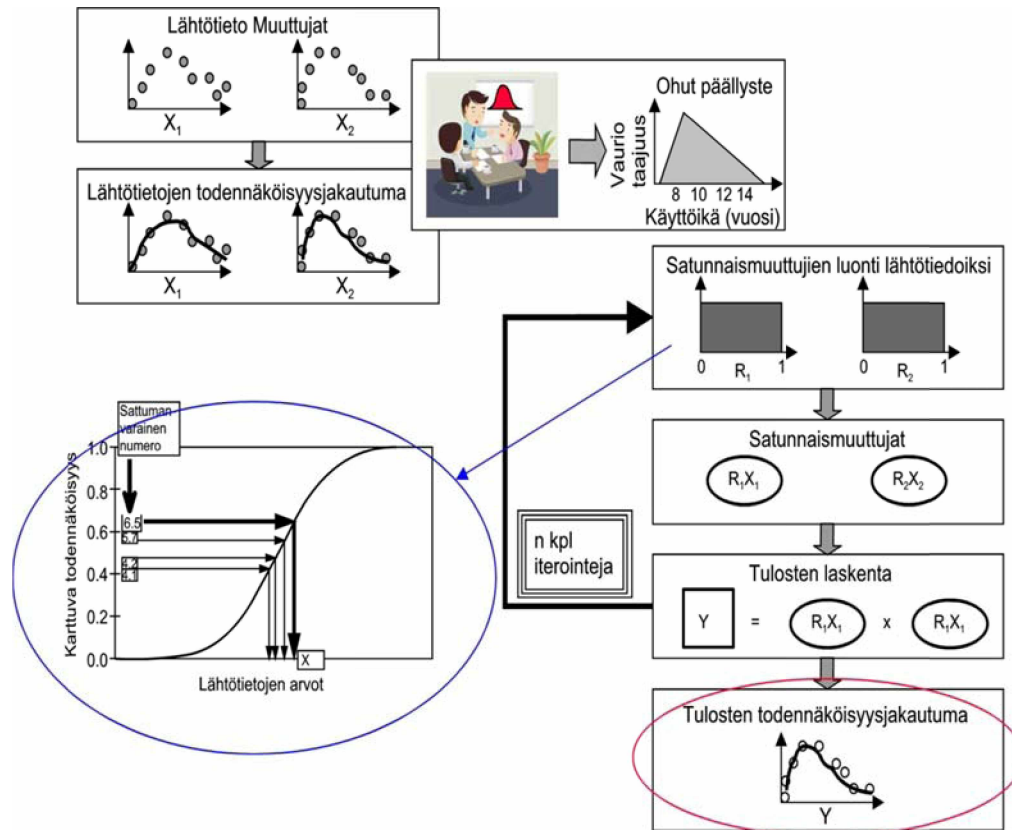 Lähtötieto Muuttujat
X₁
X₂
Lähtötietojen todennäköisyysjakautuma
X₁
X₂
Ohut päällyste
Vaurio
taajuus
8 10 12 14
Käyttöikä (vuosi)
Satunnaismuuttujien luonti lähtötiedoiksi
0 R₁ 1
0 R₂ 1
Satunnaismuuttujat
R₁X₁
R₂X₂
n kpl
iterointeja
Tulosten laskenta
Y = R₁X₁ x R₁X₁
Tulosten todennäköisyysjakautuma
Y
Sattuman
varainen
numero
Karttuva todennäköisyys
1.0
0.8
0.6
0.4
0.2
0.0
6.5
5.7
4.2
4.1
X
Lähtötietojen arvot